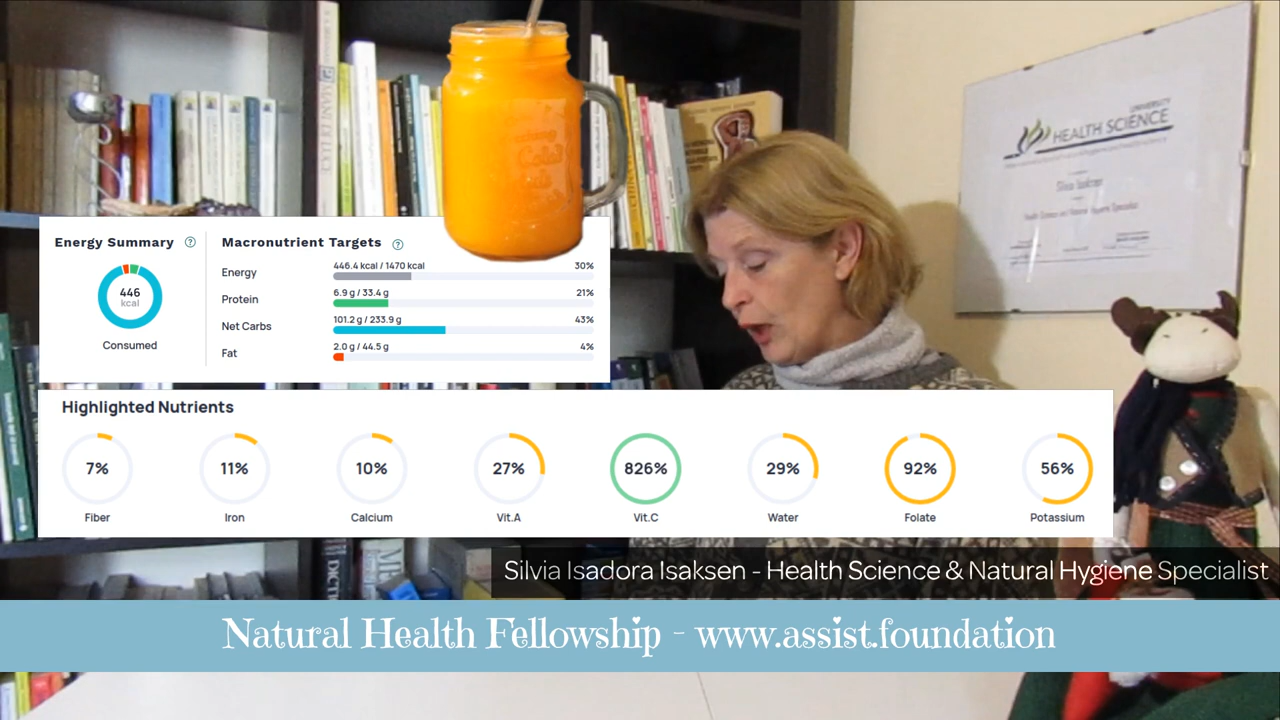 UNIVERSITY
HEALTH SCIENCE
Silvia Isaksen
Energy Summary ?
446
kcal
Consumed
Macronutrient Targets ?
Energy 446.4 kcal / 1470 kcal 30%
Protein 6.9 g / 33.4 g 21%
Net Carbs 101.2 g / 233.9 g 43%
Fat 2.0 g / 44.5 g 4%
Highlighted Nutrients
7% 11% 10% 27% 826% 29% 92% 56%
Fiber Iron Calcium Vit.A Vit.C Water Folate Potassium
Silvia Isadora Isaksen - Health Science & Natural Hygiene Specialist
Natural Health Fellowship - www.assist.foundation